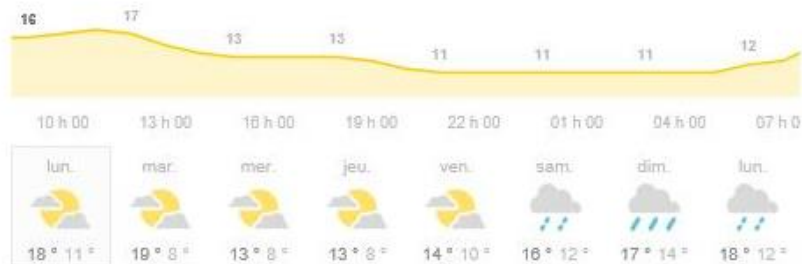 16 17 13 13 11 11 11 12
10 h 00 13 h 00 16 h 00 19 h 00 22 h 00 01 h 00 04 h 00 07 h 0
lun. mar. mer. jeu. ven. sam. dim. lun.
18 ° 11 ° 19 ° 8 ° 13 ° 8 ° 13 ° 8 ° 14 ° 10 ° 16 ° 12 ° 17 ° 14 ° 18 ° 12 °